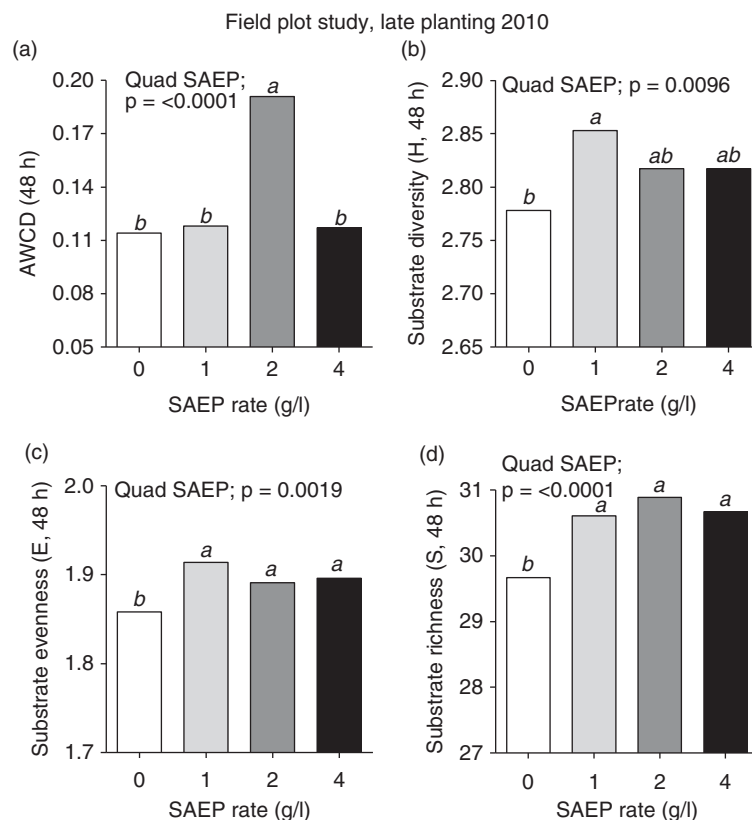 Field plot study, late planting 2010
(a)
Quad SAEP;
p = <0.0001
AWCD (48 h)
0.20
0.17
0.14
0.11
0.08
0.05
b
b
a
b
0
1
2
4
SAEP rate (g/l)
(b)
Quad SAEP; p = 0.0096
Substrate diversity (H, 48 h)
2.90
2.85
2.80
2.75
2.70
2.65
b
a
ab
ab
0
1
2
4
SAEPrate (g/l)
(c)
Quad SAEP; p = 0.0019
Substrate evenness (E, 48 h)
2.0
1.9
1.8
1.7
b
a
a
a
0
1
2
4
SAEP rate (g/l)
(d)
Quad SAEP;
p = <0.0001
Substrate richness (S, 48 h)
31
30
29
28
27
b
a
a
a
0
1
2
4
SAEP rate (g/l)